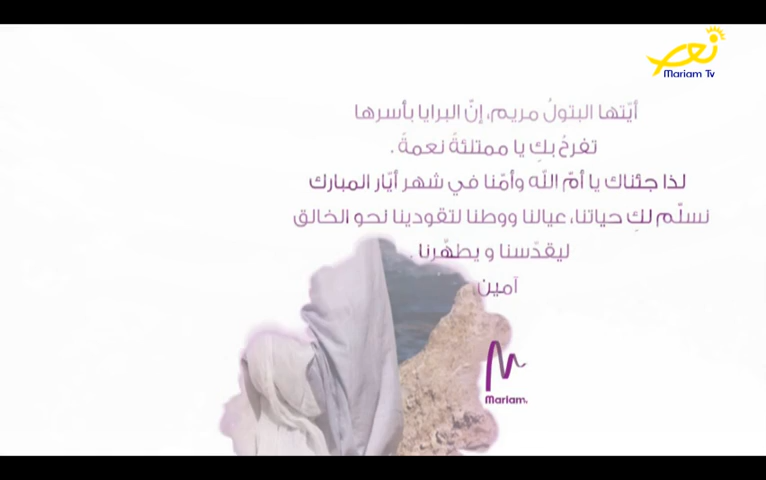 نعم
Mariam Tv
أيّتها البتولُ مريم، إنّ البرايا بأسرها
تفرحُ بكِ يا ممتلئةً نعمةً .
لذا جئناك يا أمّ اللّه وأمّنا في شهر أيّار المبارك
نسلّم لكِ حياتنا، عيالنا ووطنا لتقودينا نحو الخالق
ليقدّسنا و يطهّرنا .
آمين
Mariam.